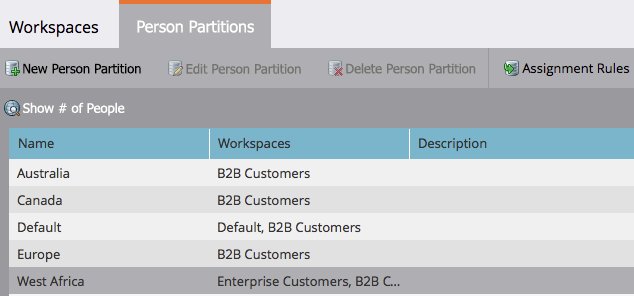 Workspaces Person Partitions
New Person Partition Edit Person Partition Delete Person Partition Assignment Rules
Show # of People
Name Workspaces Description
Australia B2B Customers
Canada B2B Customers
Default Default, B2B Customers
Europe B2B Customers
West Africa Enterprise Customers, B2B C...